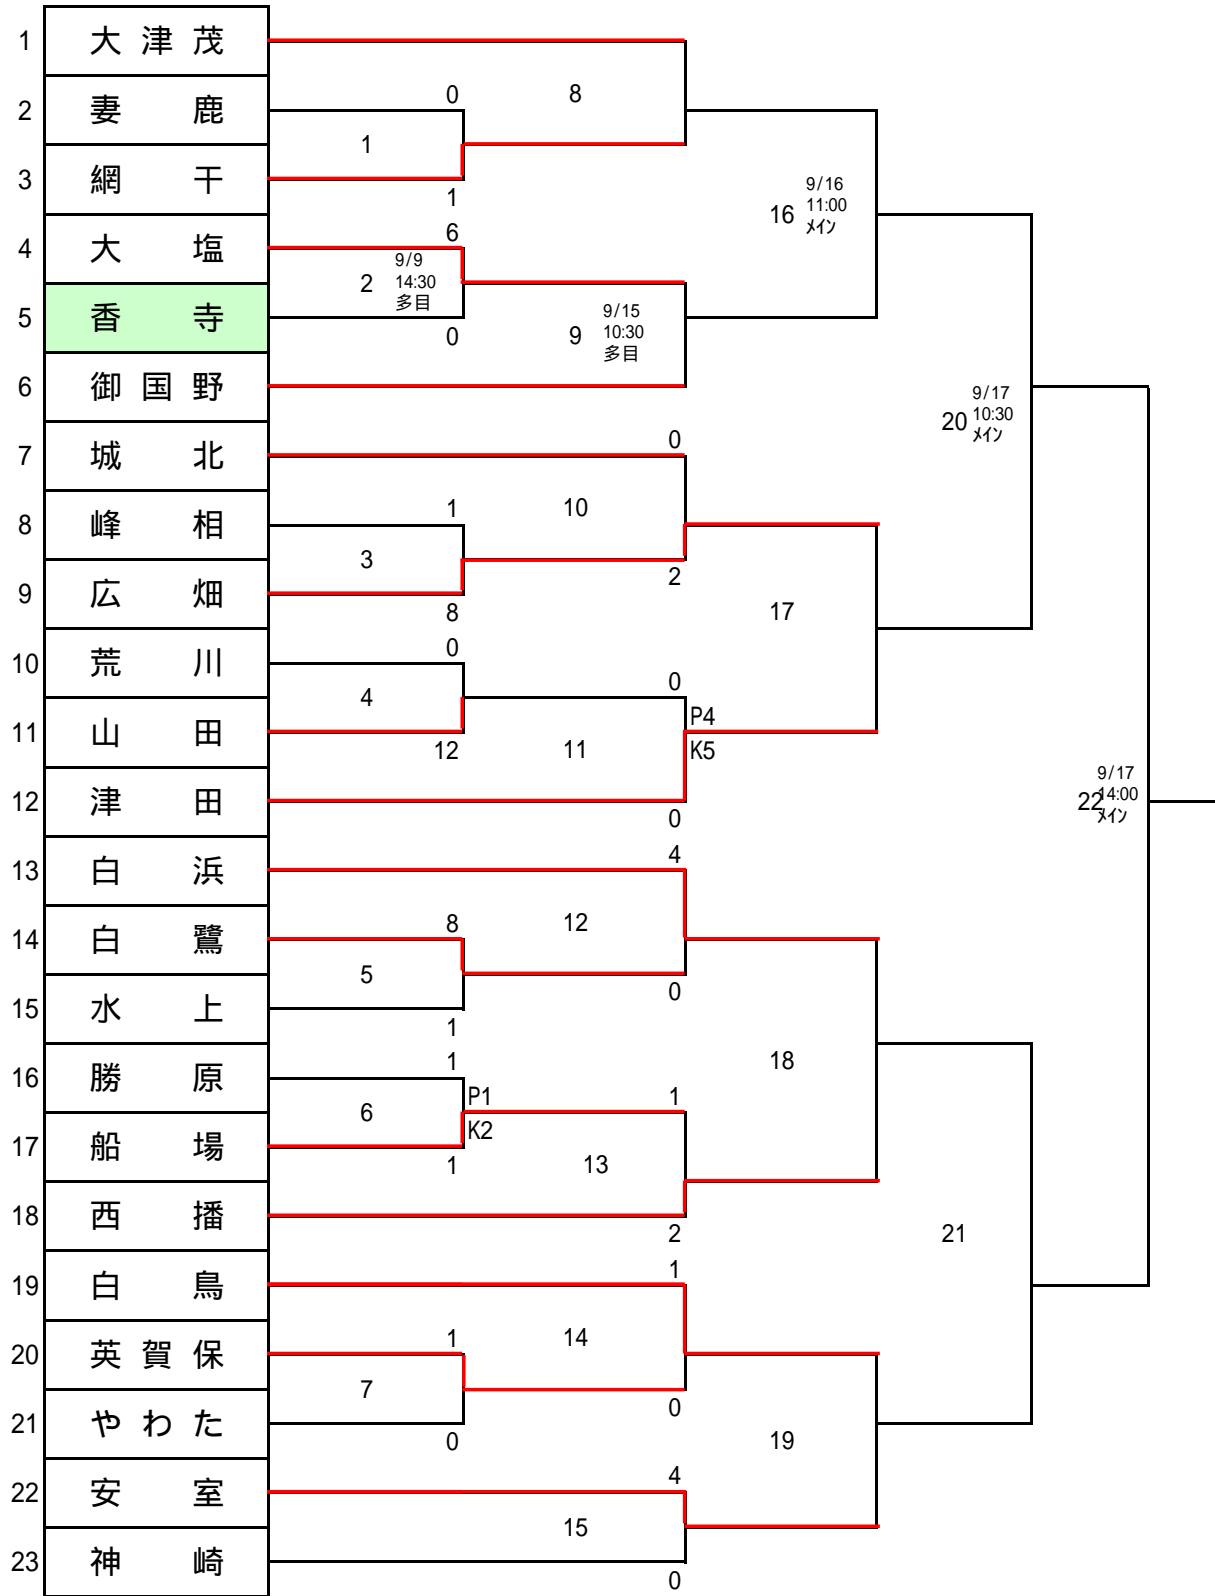 1 大津茂
2 妻鹿
3 網干
4 大塩
5 香寺
6 御国野
7 城北
8 峰相
9 広畑
10 荒川
11 山田
12 津田
13 白浜
14 白鷺
15 水上
16 勝原
17 船場
18 西播
19 白鳥
20 英賀保
21 やわた
22 安室
23 神崎
0
1
1
6
2
9/9
14:30
多目
0
1
3
8
0
4
12
8
5
1
1
6
P1
K2
1
1
7
0
8
9
9/15
10:30
多目
0
10
2
0
P4
K5
11
0
4
12
0
1
13
2
1
14
0
4
15
0
16
9/16
11:00
メイン
17
18
19
20
9/17
10:30
メイン
21
22
9/17
14:00
メイン